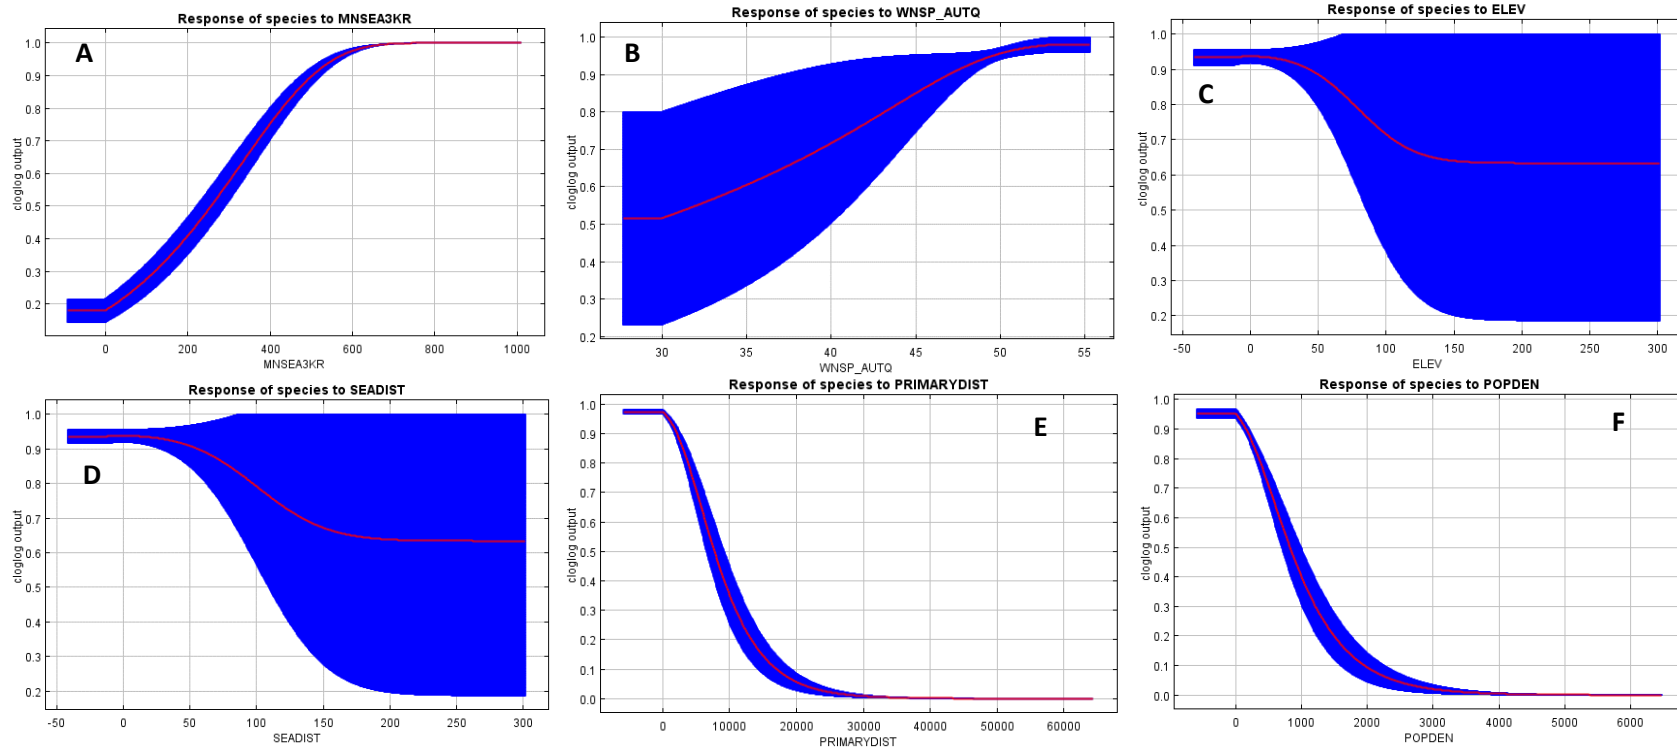 Response of species to MNSEA3KR
A
1.0
0.9
0.8
0.7
0.6
0.5
0.4
0.3
0.2
cloglog output
0 200 400 600 800 1000
MNSEA3KR
Response of species to WNSP_AUTQ
B
1.0
0.9
0.8
0.7
0.6
0.5
0.4
0.3
0.2
cloglog output
30 35 40 45 50 55
WNSP_AUTQ
Response of species to ELEV
C
1.0
0.9
0.8
0.7
0.6
0.5
0.4
0.3
0.2
cloglog output
-50 0 50 100 150 200 250 300
ELEV
Response of species to SEADIST
D
1.0
0.9
0.8
0.7
0.6
0.5
0.4
0.3
0.2
cloglog output
-50 0 50 100 150 200 250 300
SEADIST
Response of species to PRIMARYDIST
E
1.0
0.9
0.8
0.7
0.6
0.5
0.4
0.3
0.2
0.1
0.0
cloglog output
0 10000 20000 30000 40000 50000 60000
PRIMARYDIST
Response of species to POPDEN
F
1.0
0.9
0.8
0.7
0.6
0.5
0.4
0.3
0.2
0.1
0.0
cloglog output
0 1000 2000 3000 4000 5000 6000
POPDEN